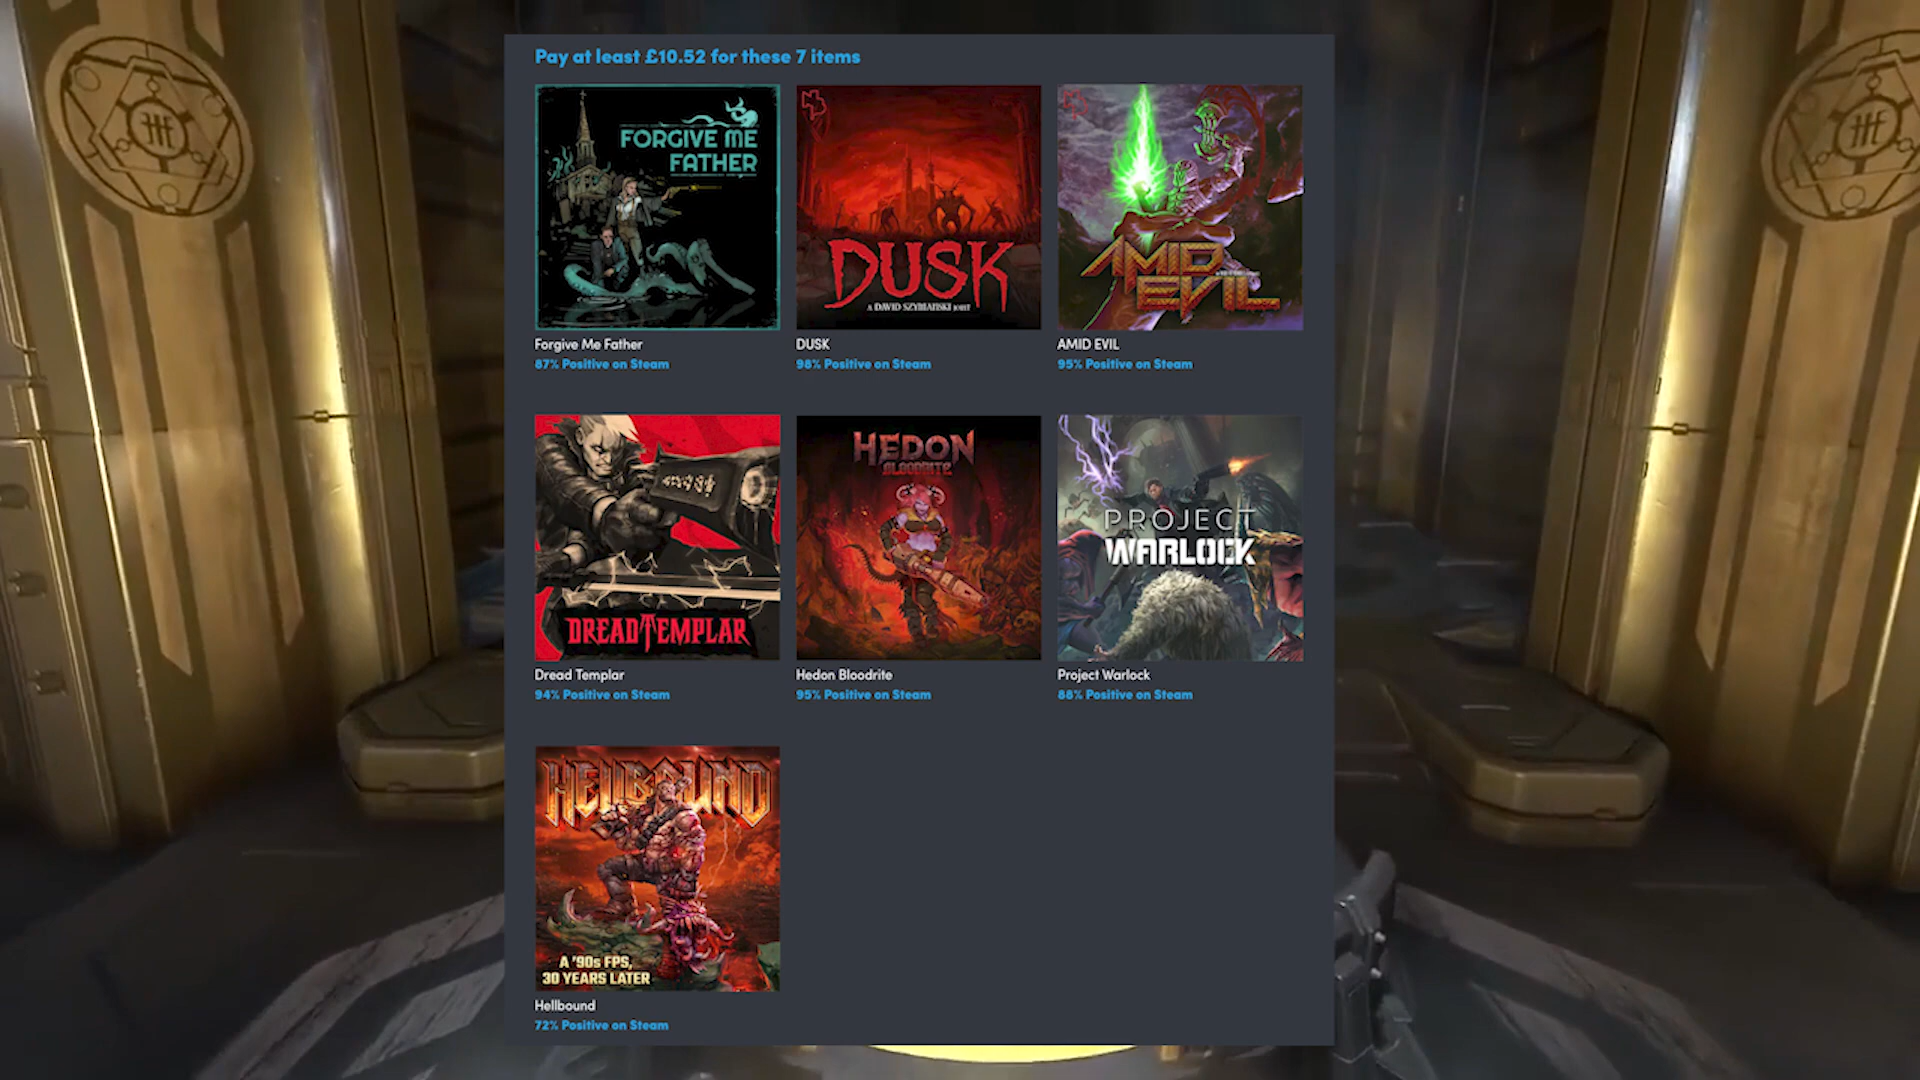 Pay at least £10.52 for these 7 items
FORGIVE ME
FATHER
DUSK
A DAVID SZYMANSKI JOINT
AMID
EVIL
Forgive Me Father
87% Positive on Steam
DUSK
98% Positive on Steam
AMID EVIL
95% Positive on Steam
DREAD TEMPLAR
HEDON
BLOODRITE
PROJECT
WARLOCK
Dread Templar
94% Positive on Steam
Hedon Bloodrite
95% Positive on Steam
Project Warlock
88% Positive on Steam
HELLBOUND
A '90s FPS,
30 YEARS LATER
Hellbound
72% Positive on Steam